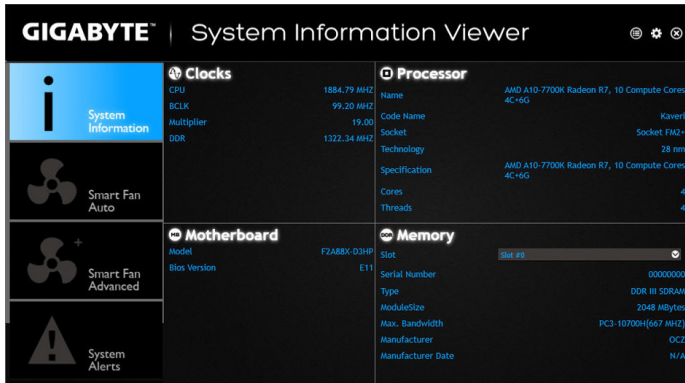 GIGABYTE™ | System Information Viewer
System
Information
Smart Fan
Auto
Smart Fan
Advanced
System
Alerts
Clocks
CPU 1884.79 MHZ
BCLK 99.20 MHZ
Multiplier 19.00
DDR 1322.34 MHZ
Processor
Name AMD A10-7700K Radeon R7, 10 Compute Cores
4C+6G
Code Name Kaveri
Socket Socket FM2+
Technology 28 nm
Specification AMD A10-7700K Radeon R7, 10 Compute Cores
4C+6G
Cores 4
Threads 4
MB Motherboard
Model F2A88X-D3HP
Bios Version E11
DDR Memory
Slot Slot #0
Serial Number 00000000
Type DDR III SDRAM
ModuleSize 2048 MBytes
Max. Bandwidth PC3-10700H(667 MHZ)
Manufacturer OCZ
Manufacturer Date N/A